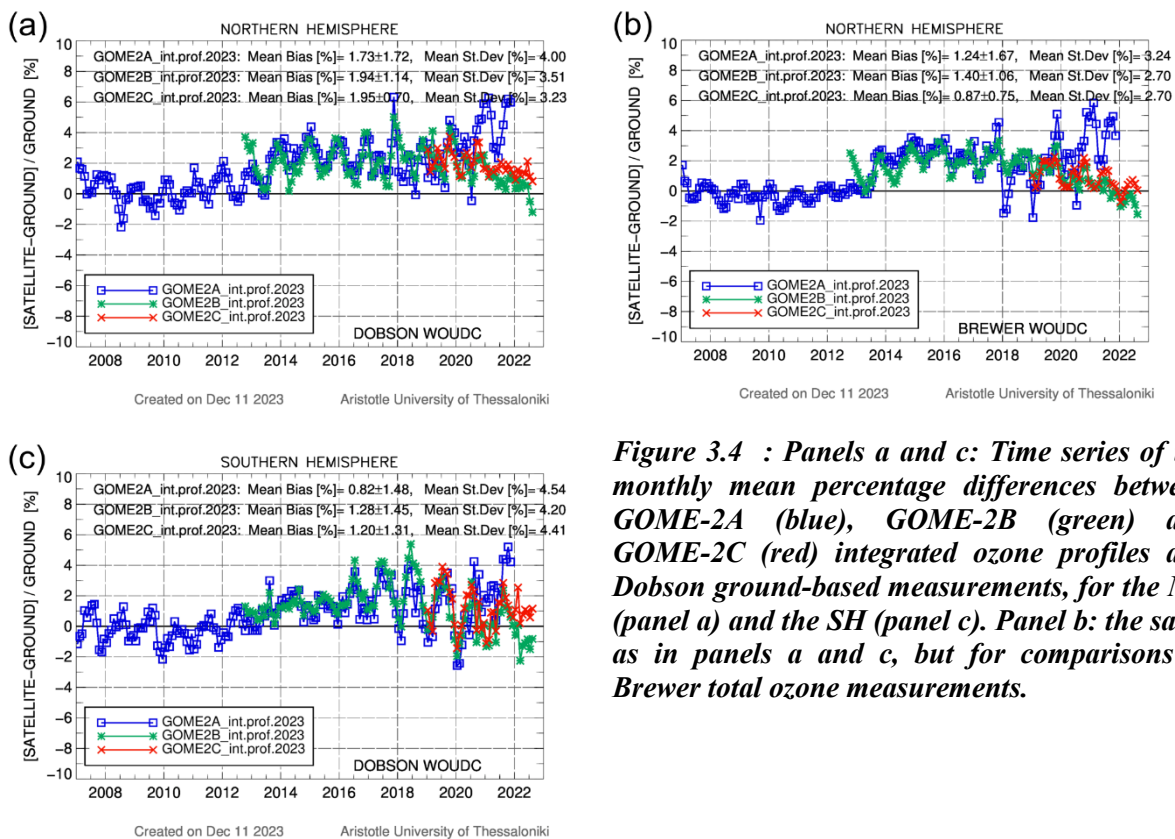 (a)
NORTHERN HEMISPHERE
GOME2A_int.prof.2023: Mean Bias [%]= 1.73±1.72, Mean St.Dev [%]= 4.00
GOME2B_int.prof.2023: Mean Bias [%]= 1.94±1.14, Mean St.Dev [%]= 3.51
GOME2C_int.prof.2023: Mean Bias [%]= 1.95±0.70, Mean St.Dev [%]= 3.23
[SATELLITE-GROUND] / GROUND [%]
10
8
6
4
2
0
-2
-4
-6
-8
-10
GOME2A_int.prof.2023
GOME2B_int.prof.2023
GOME2C_int.prof.2023
DOBSON WOUDC
2008 2010 2012 2014 2016 2018 2020 2022
Created on Dec 11 2023 Aristotle University of Thessaloniki
(b)
NORTHERN HEMISPHERE
GOME2A_int.prof.2023: Mean Bias [%]= 1.24±1.67, Mean St.Dev [%]= 3.24
GOME2B_int.prof.2023: Mean Bias [%]= 1.40±1.06, Mean St.Dev [%]= 2.70
GOME2C_int.prof.2023: Mean Bias [%]= 0.87±0.75, Mean St.Dev [%]= 2.70
[SATELLITE-GROUND] / GROUND [%]
10
8
6
4
2
0
-2
-4
-6
-8
-10
GOME2A_int.prof.2023
GOME2B_int.prof.2023
GOME2C_int.prof.2023
BREWER WOUDC
2008 2010 2012 2014 2016 2018 2020 2022
Created on Dec 11 2023 Aristotle University of Thessaloniki
(c)
SOUTHERN HEMISPHERE
GOME2A_int.prof.2023: Mean Bias [%]= 0.82±1.48, Mean St.Dev [%]= 4.54
GOME2B_int.prof.2023: Mean Bias [%]= 1.28±1.45, Mean St.Dev [%]= 4.20
GOME2C_int.prof.2023: Mean Bias [%]= 1.20±1.31, Mean St.Dev [%]= 4.41
[SATELLITE-GROUND] / GROUND [%]
10
8
6
4
2
0
-2
-4
-6
-8
-10
GOME2A_int.prof.2023
GOME2B_int.prof.2023
GOME2C_int.prof.2023
DOBSON WOUDC
2008 2010 2012 2014 2016 2018 2020 2022
Created on Dec 11 2023 Aristotle University of Thessaloniki
Figure 3.4 : Panels a and c: Time series of
monthly mean percentage differences
GOME-2A (blue), GOME-2B (green)
GOME-2C (red) integrated ozone profiles
Dobson ground-based measurements, for the
(panel a) and the SH (panel c). Panel b: the
as in panels a and c, but for comparisons
Brewer total ozone measurements.